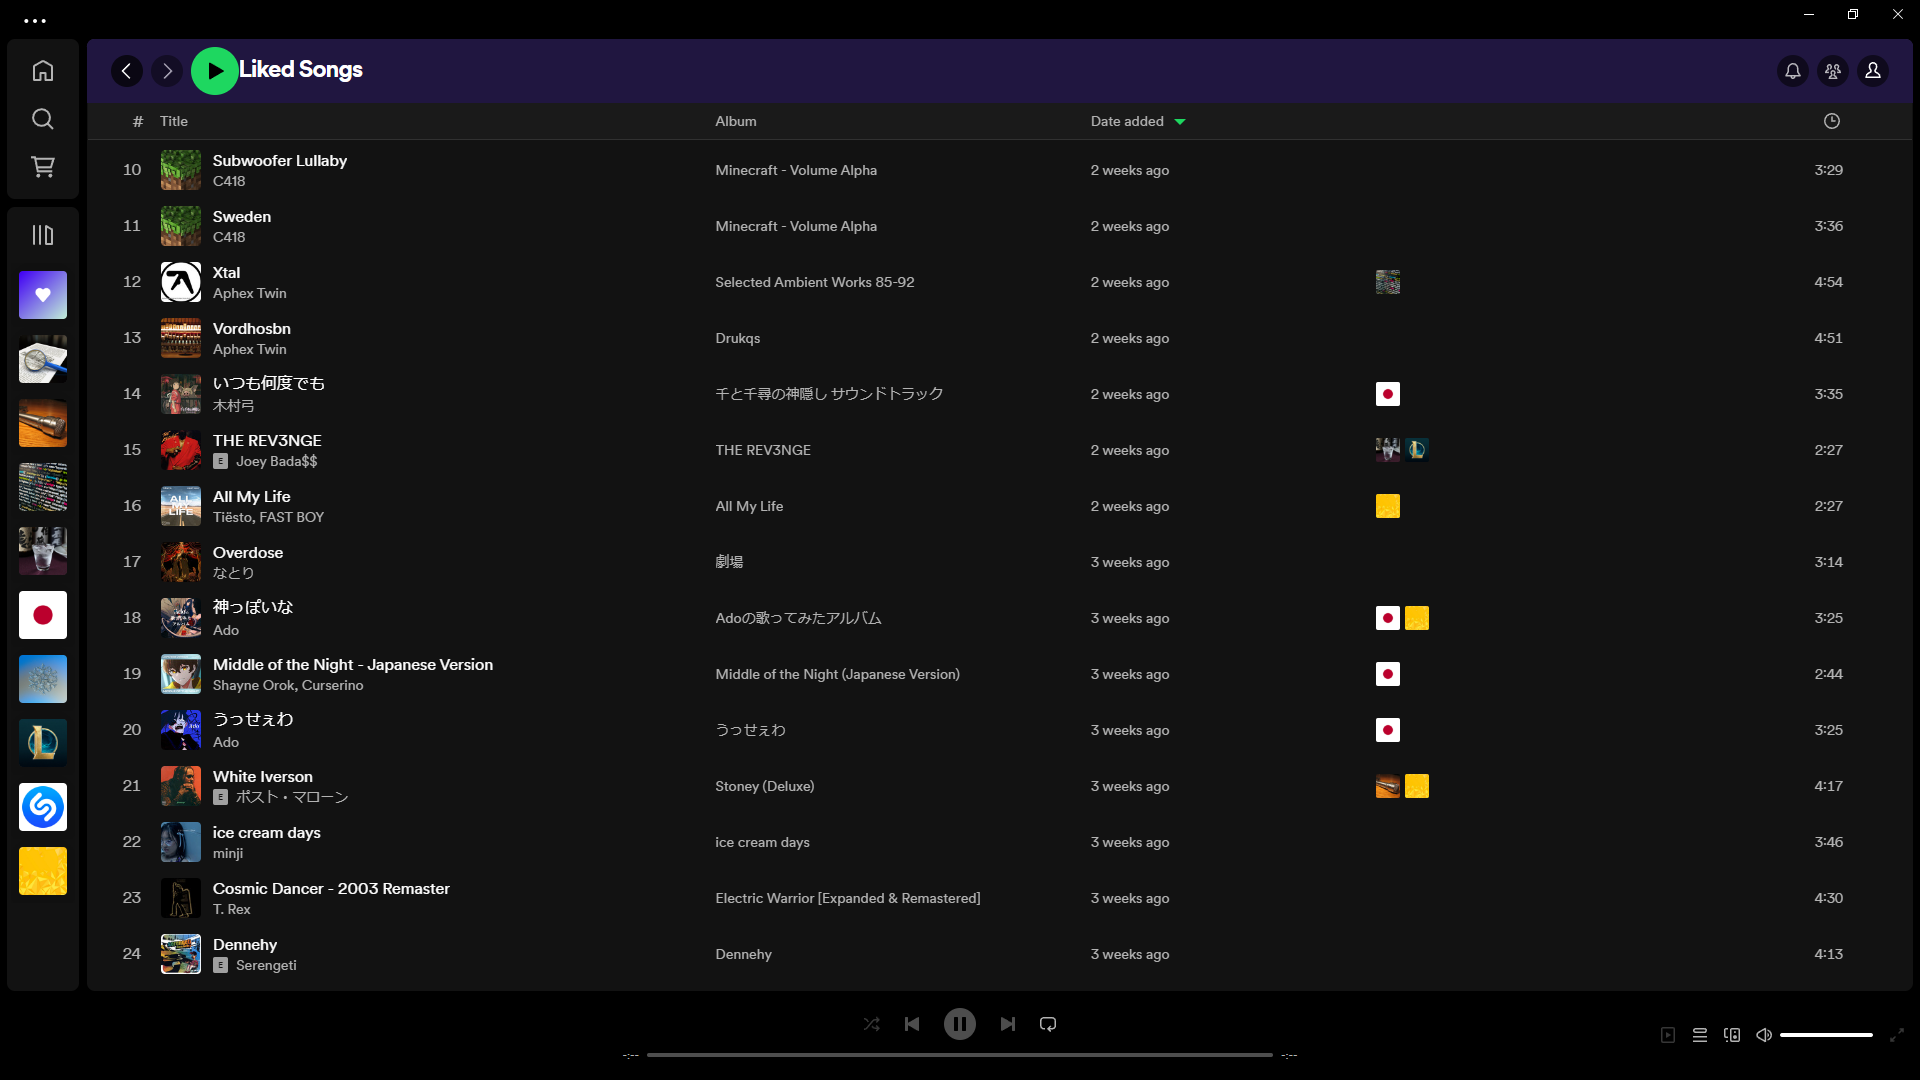 Liked Songs
# Title Album Date added
10 Subwoofer Lullaby Minecraft - Volume Alpha 2 weeks ago 3:29
C418
11 Sweden Minecraft - Volume Alpha 2 weeks ago 3:36
C418
12 Xtal Selected Ambient Works 85-92 2 weeks ago 4:54
Aphex Twin
13 Vordhosbn Drukqs 2 weeks ago 4:51
Aphex Twin
14 いつも何度でも 千と千尋の神隠し サウンドトラック 2 weeks ago 3:35
木村弓
15 THE REV3NGE THE REV3NGE 2 weeks ago 2:27
E Joey Bada$$
16 All My Life All My Life 2 weeks ago 2:27
Tiësto, FAST BOY
17 Overdose 劇場 3 weeks ago 3:14
なとり
18 神っぽいな Adoの歌ってみたアルバム 3 weeks ago 3:25
Ado
19 Middle of the Night - Japanese Version Middle of the Night (Japanese Version) 3 weeks ago 2:44
Shayne Orok, Curserino
20 うっせぇわ うっせぇわ 3 weeks ago 3:25
Ado
21 White Iverson Stoney (Deluxe) 3 weeks ago 4:17
E ポスト・マローン
22 ice cream days ice cream days 3 weeks ago 3:46
minji
23 Cosmic Dancer - 2003 Remaster Electric Warrior [Expanded & Remastered] 3 weeks ago 4:30
T. Rex
24 Dennehy Dennehy 3 weeks ago 4:13
E Serengeti
-:-- -:--